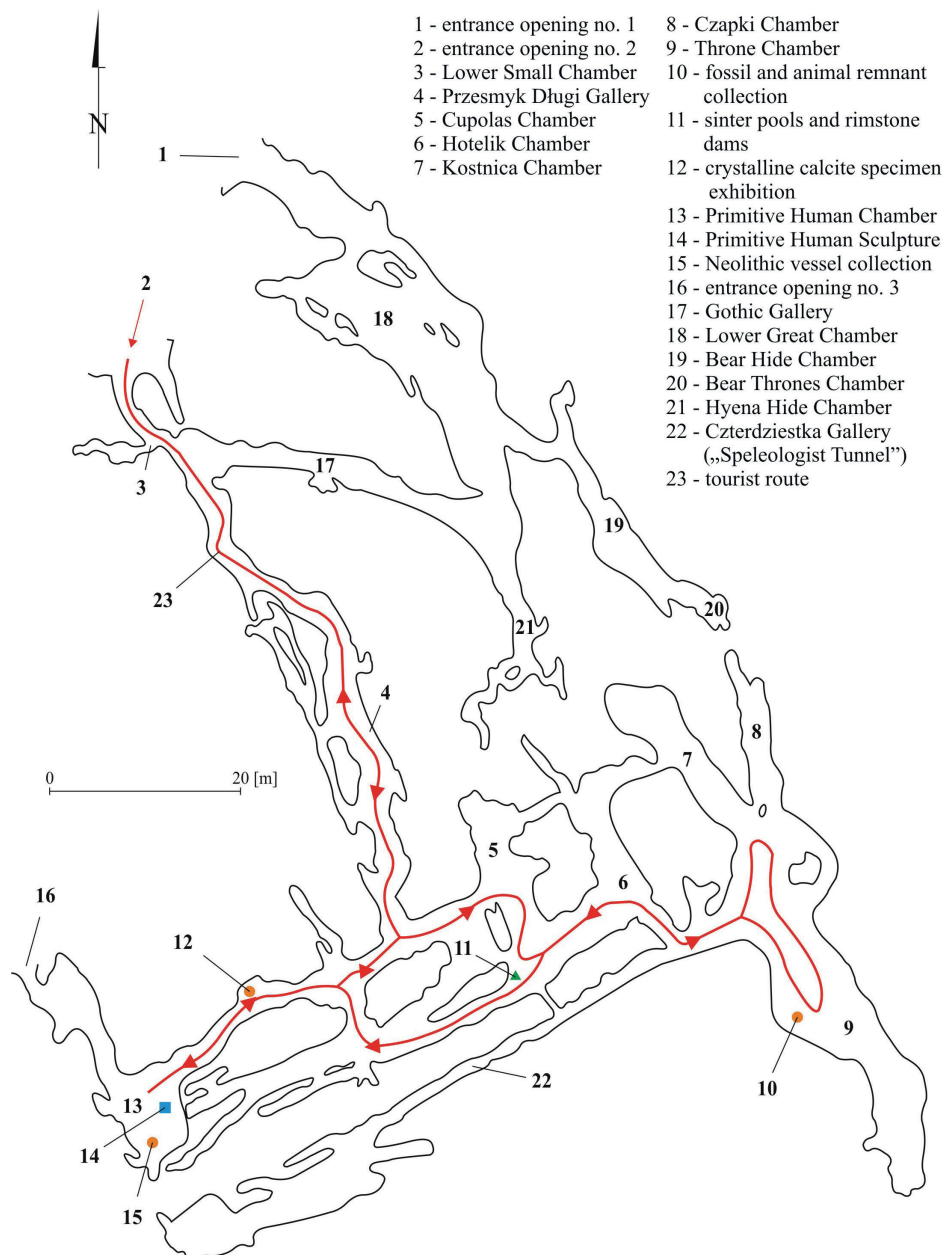 1 - entrance opening no. 1
2 - entrance opening no. 2
3 - Lower Small Chamber
4 - Przesmyk Długi Gallery
5 - Cupolas Chamber
6 - Hotelik Chamber
7 - Kostnica Chamber
8 - Czapki Chamber
9 - Throne Chamber
10 - fossil and animal remnant
collection
11 - sinter pools and rimstone
dams
12 - crystalline calcite specimen
exhibition
13 - Primitive Human Chamber
14 - Primitive Human Sculpture
15 - Neolithic vessel collection
16 - entrance opening no. 3
17 - Gothic Gallery
18 - Lower Great Chamber
19 - Bear Hide Chamber
20 - Bear Thrones Chamber
21 - Hyena Hide Chamber
22 - Czterdziestka Gallery
(„Speleologist Tunnel”)
23 - tourist route
N
1
2
18
3
17
19
23
20
21
4
8
7
0 20 [m]
5
6
16
12
11
9
10
22
13
14
15